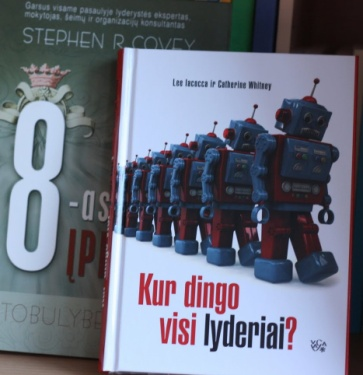 Garsus visame pasaulyje lyderystės ekspertas,
mokytojas, šeimų ir organizacijų konsultantas
STEPHEN R. COVEY
8
-as
ĮP
TOBULYBĖ
Lee Iacocca ir Catherine Whitney
Kur dingo
visi lyderiai?